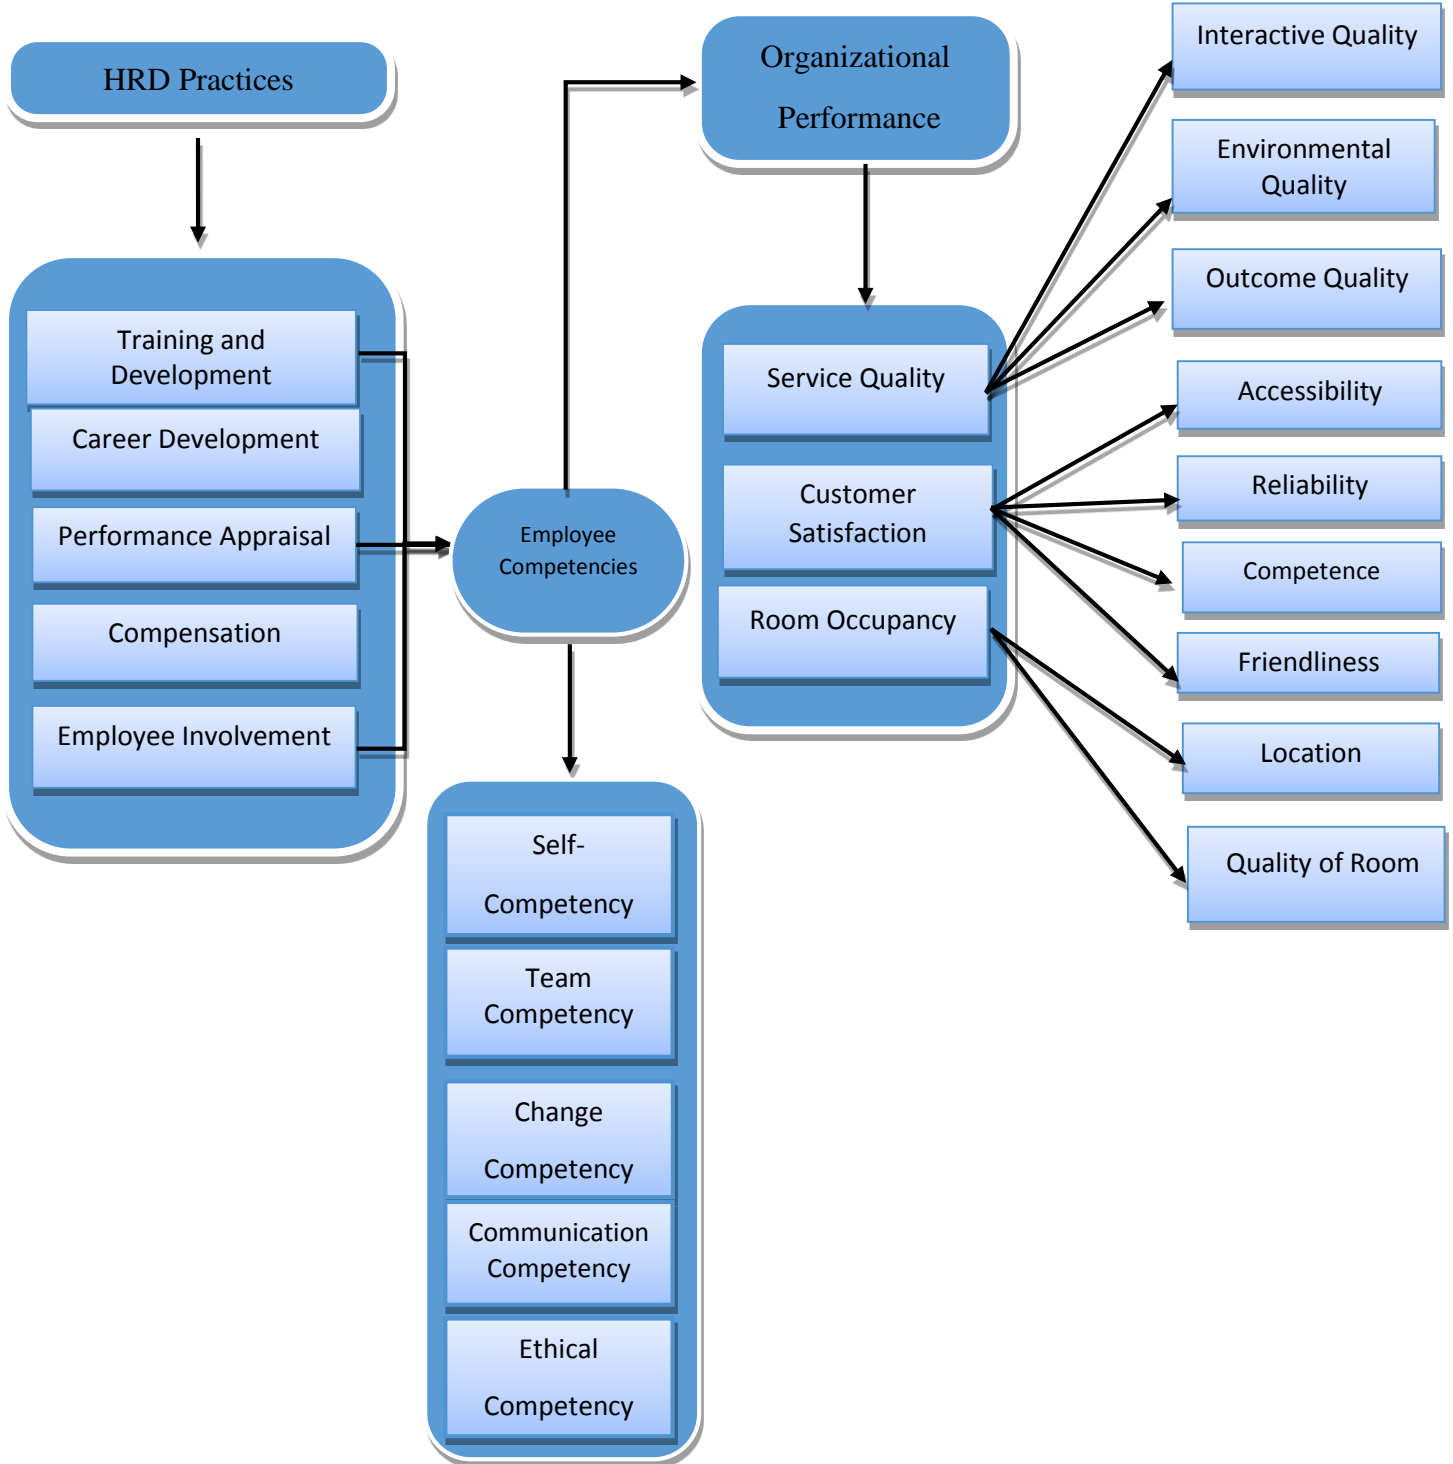 HRD Practices
Training and
Development
Career Development
Performance Appraisal
Compensation
Employee Involvement
Employee
Competencies
Self-
Competency
Team
Competency
Change
Competency
Communication
Competency
Ethical
Competency
Organizational
Performance
Service Quality
Customer
Satisfaction
Room Occupancy
Interactive Quality
Environmental
Quality
Outcome Quality
Accessibility
Reliability
Competence
Friendliness
Location
Quality of Room